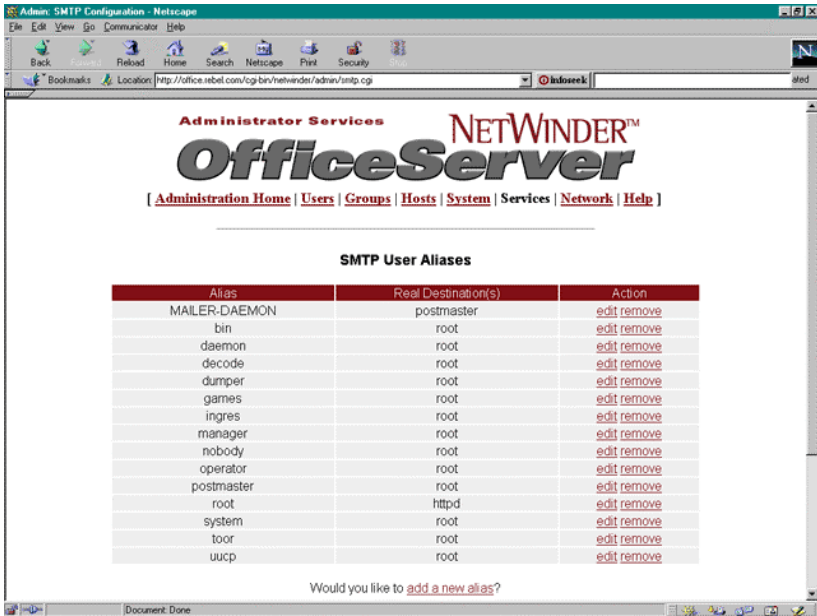 Admin: SMTP Configuration - Netscape
File Edit View Go Communicator Help
Back Forward Reload Home Search Netscape Print Security Stop
Bookmarks Location: http://office.rebel.com/cgi-bin/netwinder/admin/smtp.cgi Infoseek ated
Administrator Services NETWINDER™
OfficeServer
[ Administration Home | Users | Groups | Hosts | System | Services | Network | Help ]
SMTP User Aliases
Alias Real Destination(s) Action
MAILER-DAEMON postmaster edit remove
bin root edit remove
daemon root edit remove
decode root edit remove
dumper root edit remove
games root edit remove
ingres root edit remove
manager root edit remove
nobody root edit remove
operator root edit remove
postmaster root edit remove
root httpd edit remove
system root edit remove
toor root edit remove
uucp root edit remove
Would you like to add a new alias?
Document: Done